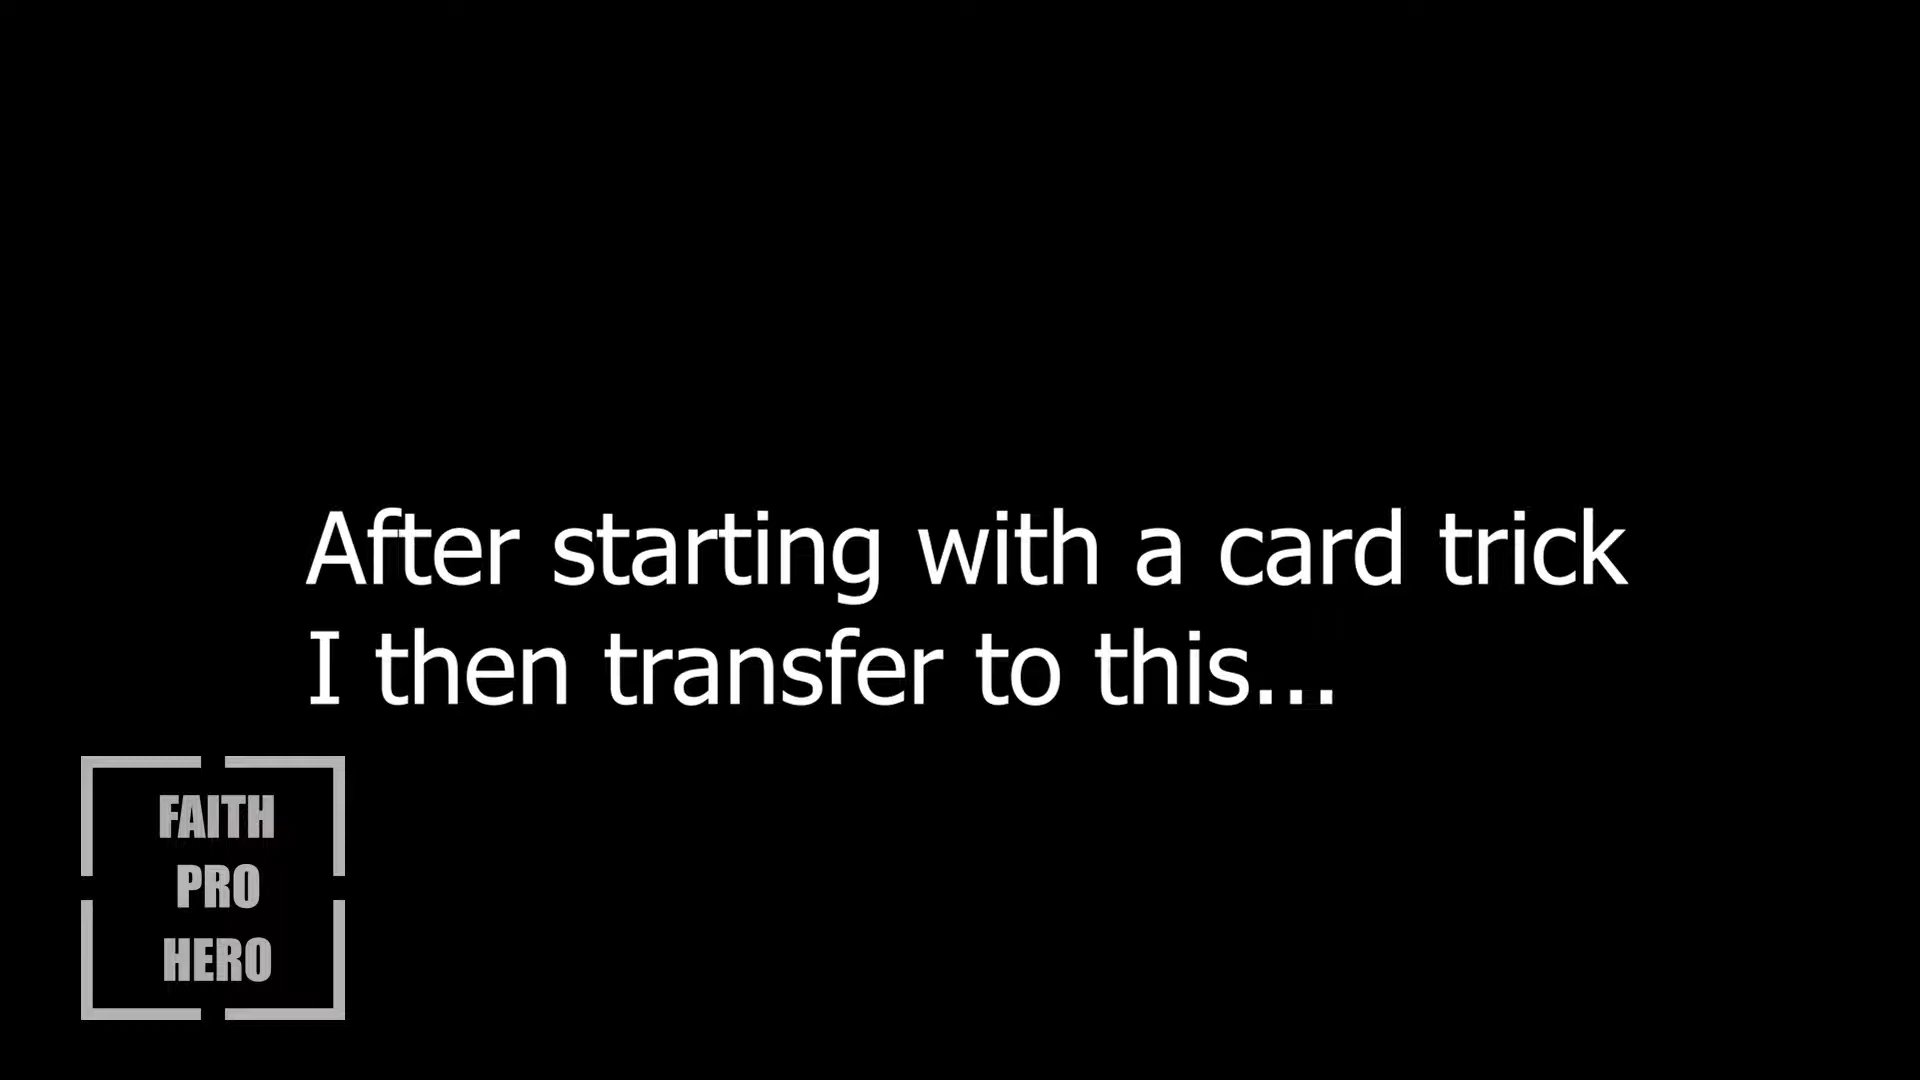 After starting with a card trick
I then transfer to this...
FAITH
PRO
HERO